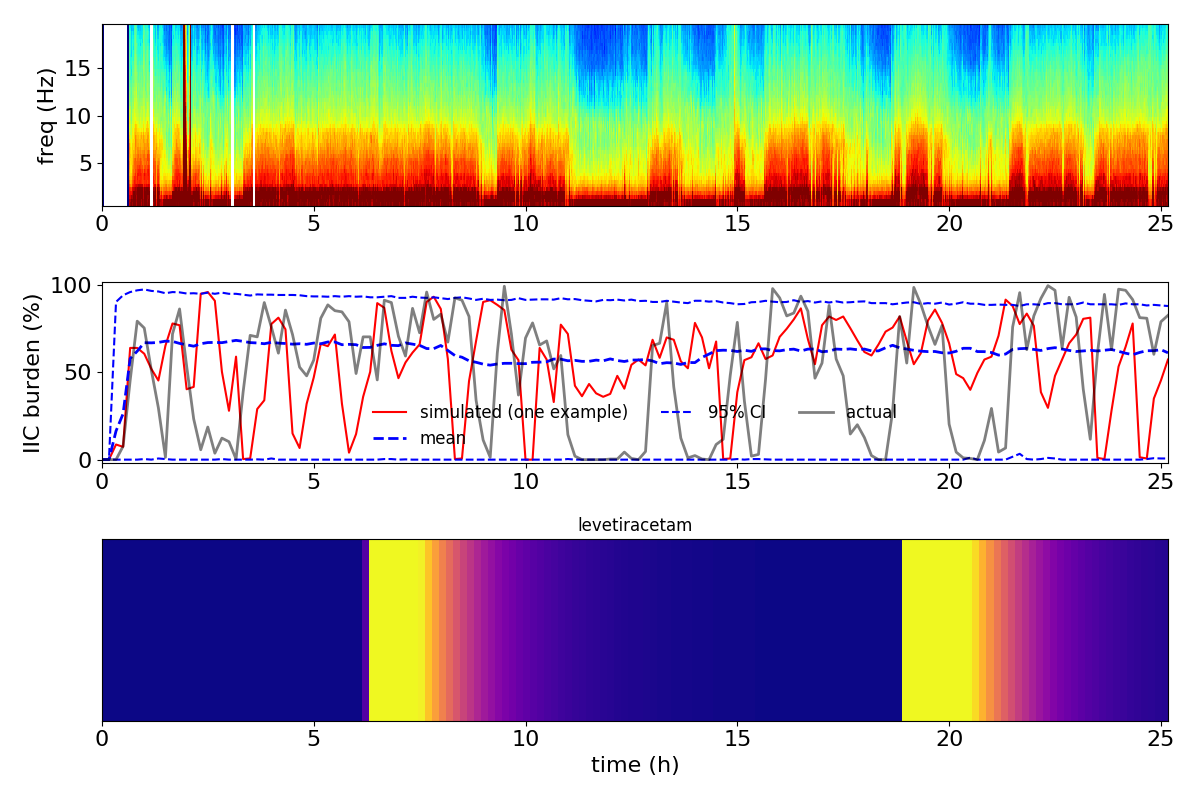 freq (Hz)
15
10
5
0 5 10 15 20 25
IIC burden (%)
100
50
0
simulated (one example) 95% CI actual
mean
0 5 10 15 20 25
levetiracetam
0 5 10 15 20 25
time (h)